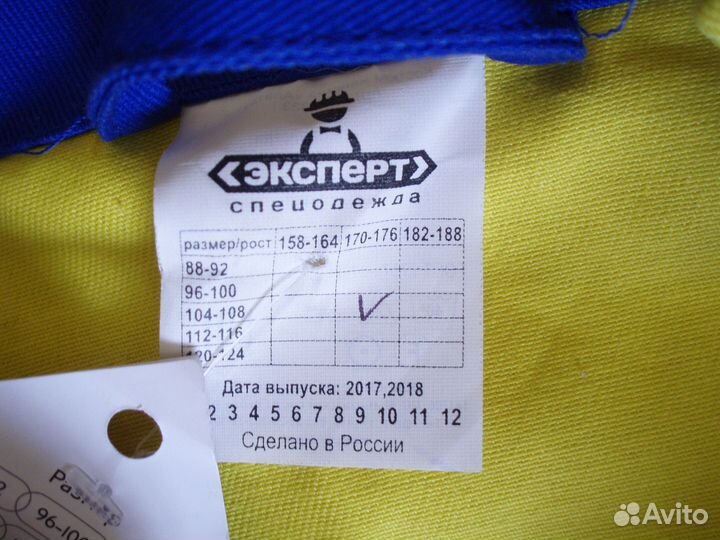 ЭКСПЕРТ
спецодежда
размер/рост 158-164 170-176 182-188
88-92
96-100
104-108
112-116
120-124
Дата выпуска: 2017,2018
2 3 4 5 6 7 8 9 10 11 12
Сделано в России
Размер
96-100
Avito